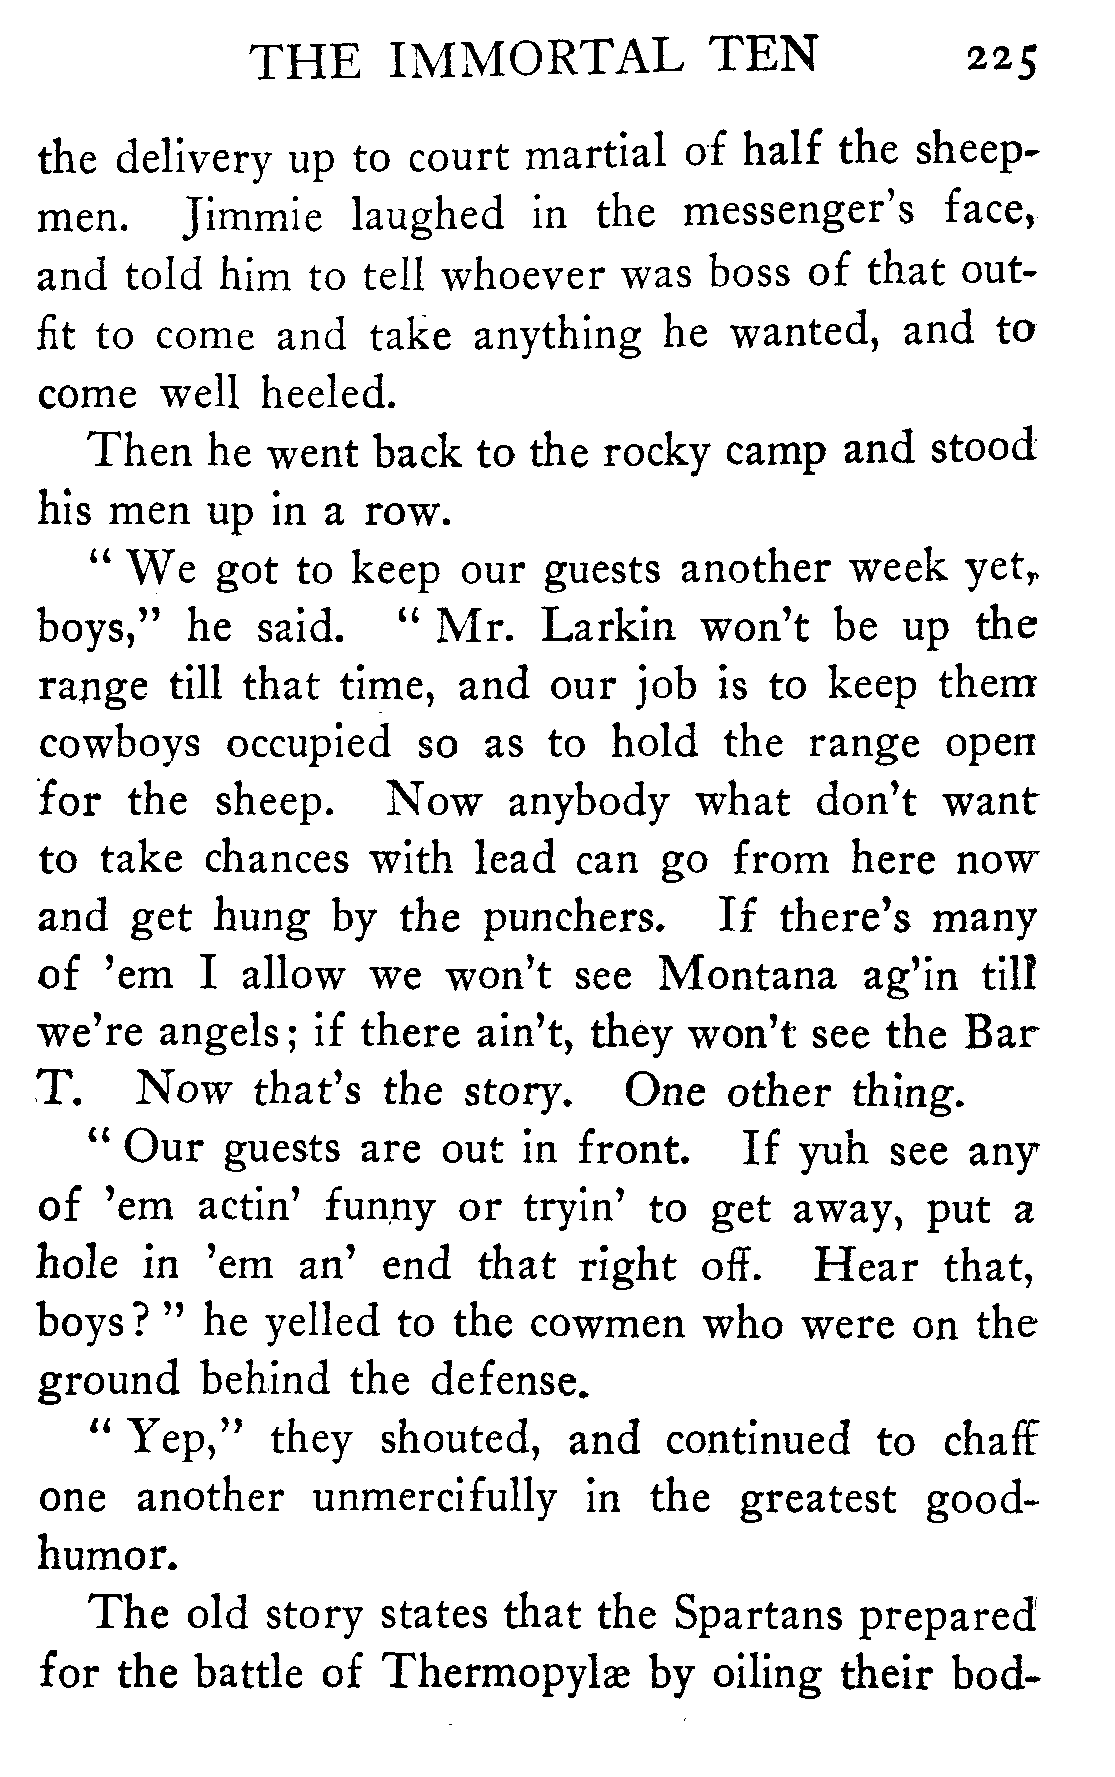 THE IMMORTAL TEN 225
the delivery up to court martial of half the sheep-
men. Jimmie laughed in the messenger's face,
and told him to tell whoever was boss of that out-
fit to come and take anything he wanted, and to
come well heeled.
Then he went back to the rocky camp and stood
his men up in a row.
" We got to keep our guests another week yet,
boys," he said. " Mr. Larkin won't be up the
range till that time, and our job is to keep them
cowboys occupied so as to hold the range open
for the sheep. Now anybody what don't want
to take chances with lead can go from here now
and get hung by the punchers. If there's many
of 'em I allow we won't see Montana ag'in till
we're angels; if there ain't, they won't see the Bar
T. Now that's the story. One other thing.
" Our guests are out in front. If yuh see any
of 'em actin' funny or tryin' to get away, put a
hole in 'em an' end that right off. Hear that,
boys? " he yelled to the cowmen who were on the
ground behind the defense.
" Yep," they shouted, and continued to chaff
one another unmercifully in the greatest good-
humor.
The old story states that the Spartans prepared
for the battle of Thermopylæ by oiling their bod-